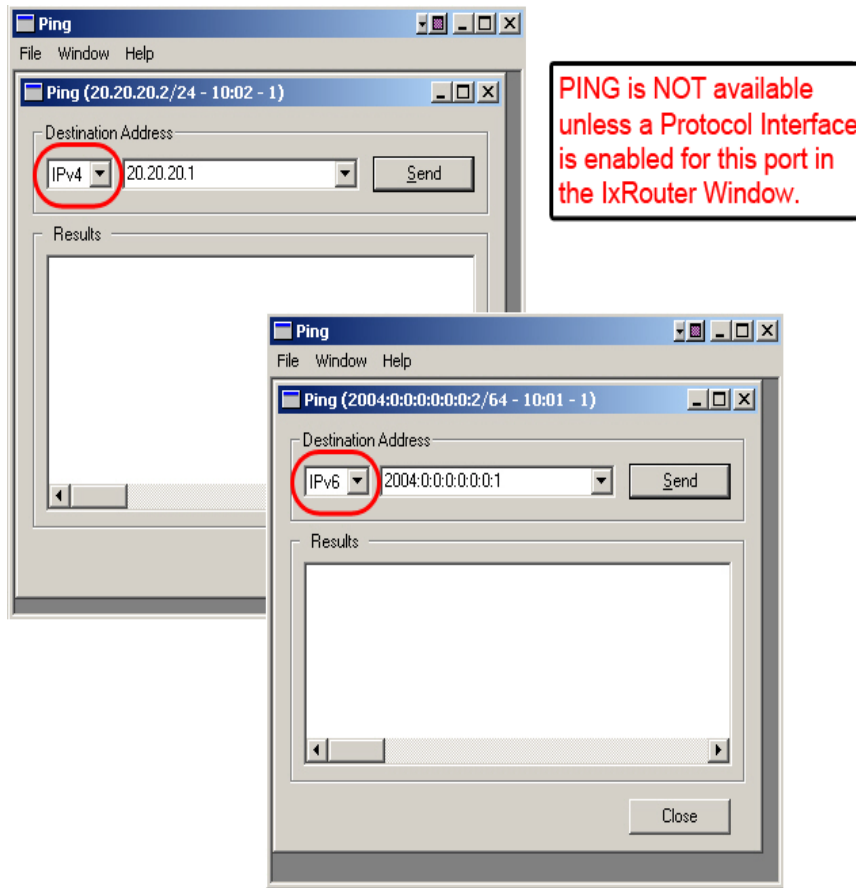 Ping
File Window Help
Ping (20.20.20.2/24 - 10:02 - 1)
Destination Address
IPv4 20.20.20.1 Send
Results
PING is NOT available
unless a Protocol Interface
is enabled for this port in
the IxRouter Window.
Ping
File Window Help
Ping (2004:0:0:0:0:0:0:2/64 - 10:01 - 1)
Destination Address
IPv6 2004:0:0:0:0:0:0:1 Send
Results
Close